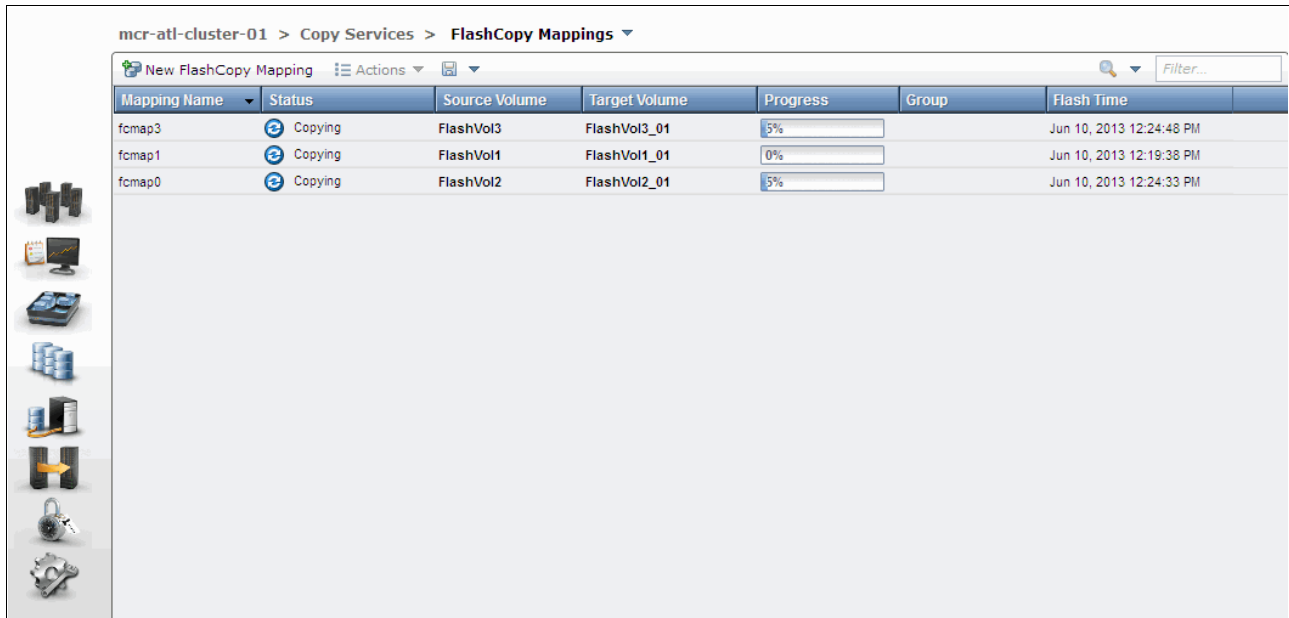 mcr-atl-cluster-01 > Copy Services > FlashCopy Mappings
New FlashCopy Mapping Actions Filter...
Mapping Name Status Source Volume Target Volume Progress Group Flash Time
fcmap3 Copying FlashVol3 FlashVol3_01 5% Jun 10, 2013 12:24:48 PM
fcmap1 Copying FlashVol1 FlashVol1_01 0% Jun 10, 2013 12:19:38 PM
fcmap0 Copying FlashVol2 FlashVol2_01 5% Jun 10, 2013 12:24:33 PM